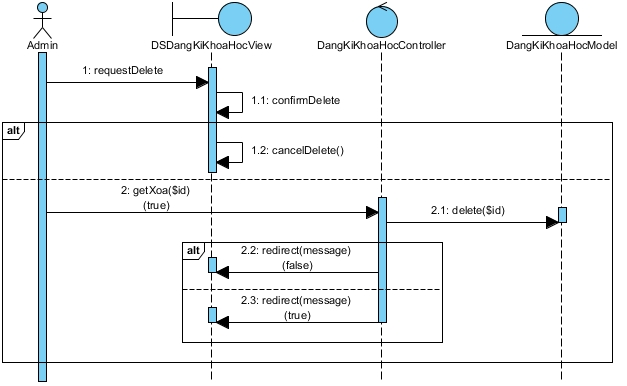 Admin
DSDangKiKhoaHocView
DangKiKhoaHocController
DangKiKhoaHocModel
1: requestDelete
1.1: confirmDelete
alt
1.2: cancelDelete()
2: getXoa($id)
(true)
2.1: delete($id)
alt
2.2: redirect(message)
(false)
2.3: redirect(message)
(true)